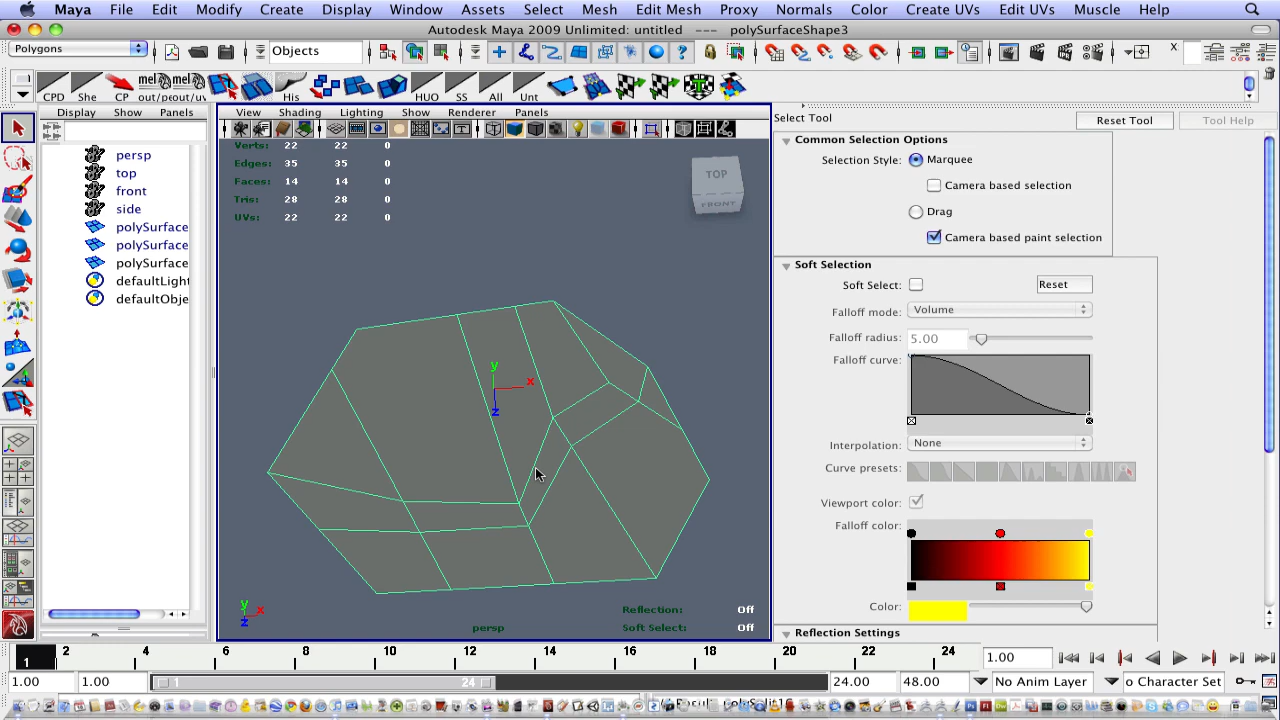 Maya File Edit Modify Create Display Window Assets Select Mesh Edit Mesh Proxy Normals Color Create UVs Edit UVs Muscle Help
Autodesk Maya 2009 Unlimited: untitled --- polySurfaceShape3
Polygons
Objects
X
CPD She CP mel out/pe mel out/uv His HUO SS All Unt
Display Show Panels
View Shading Lighting Show Renderer Panels
Select Tool
Reset Tool
Tool Help
persp
top
front
side
polySurface
polySurface
polySurface
defaultLight
defaultObje
Verts: 22 22 0
Edges: 35 35 0
Faces: 14 14 0
Tris: 28 28 0
UVs: 22 22 0
TOP
FRONT
y
x
z
y
x
z
persp
Reflection: Off
Soft Select: Off
Common Selection Options
Selection Style: Marquee
Camera based selection
Drag
Camera based paint selection
Soft Selection
Soft Select: Reset
Falloff mode: Volume
Falloff radius: 5.00
Falloff curve:
Interpolation: None
Curve presets:
Viewport color:
Falloff color:
Color:
Reflection Settings
1 2 4 6 8 10 12 14 16 18 20 22 24
1.00
1.00 1.00 1 24 24.00 48.00 No Anim Layer o Character Set